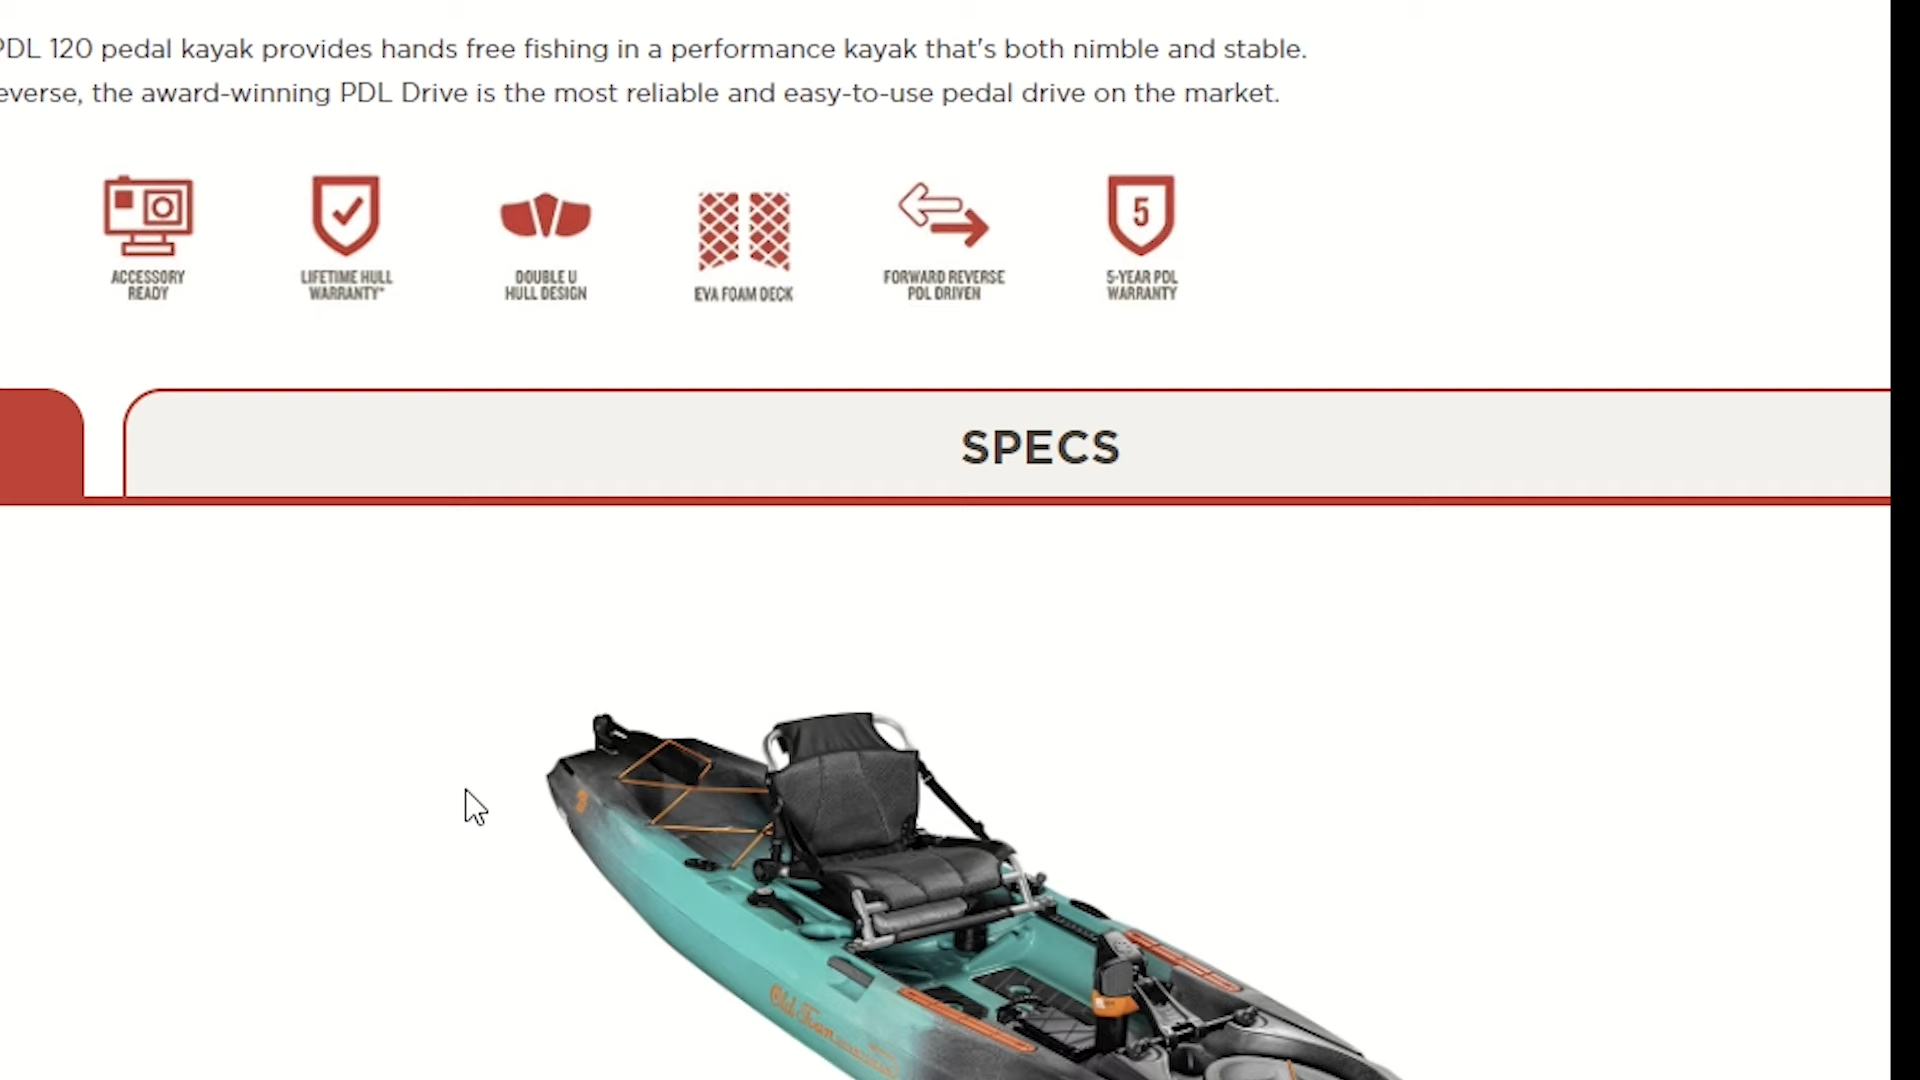 PDL 120 pedal kayak provides hands free fishing in a performance kayak that's both nimble and stable.
everse, the award-winning PDL Drive is the most reliable and easy-to-use pedal drive on the market.
ACCESSORY
READY
LIFETIME HULL
WARRANTY*
DOUBLE U
HULL DESIGN
EVA FOAM DECK
FORWARD REVERSE
PDL DRIVEN
5
5-YEAR PDL
WARRANTY
SPECS
Old Town